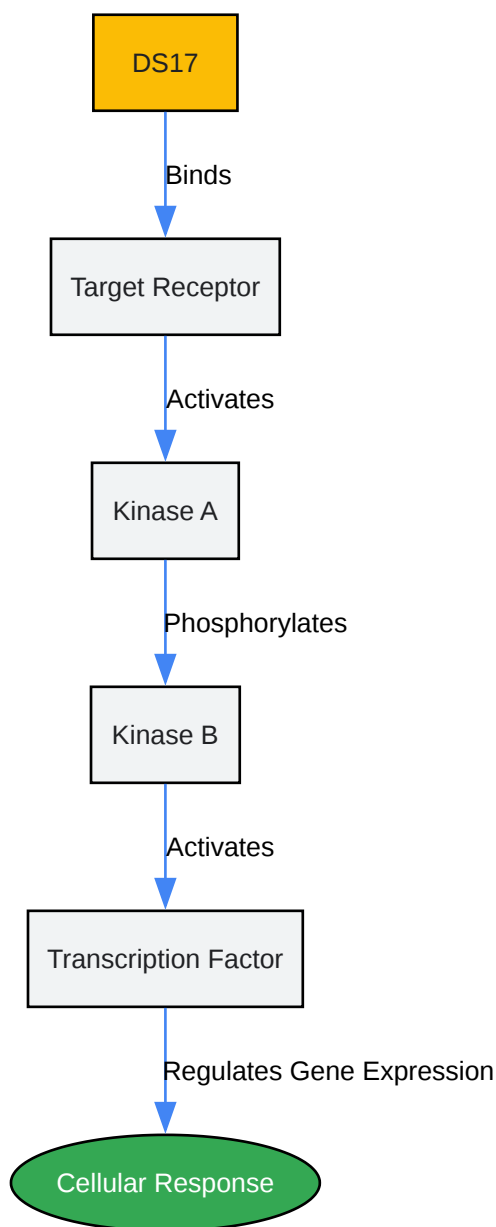 DS17
Binds
Target Receptor
Activates
Kinase A
Phosphorylates
Kinase B
Activates
Transcription Factor
Regulates Gene Expression
Cellular Response